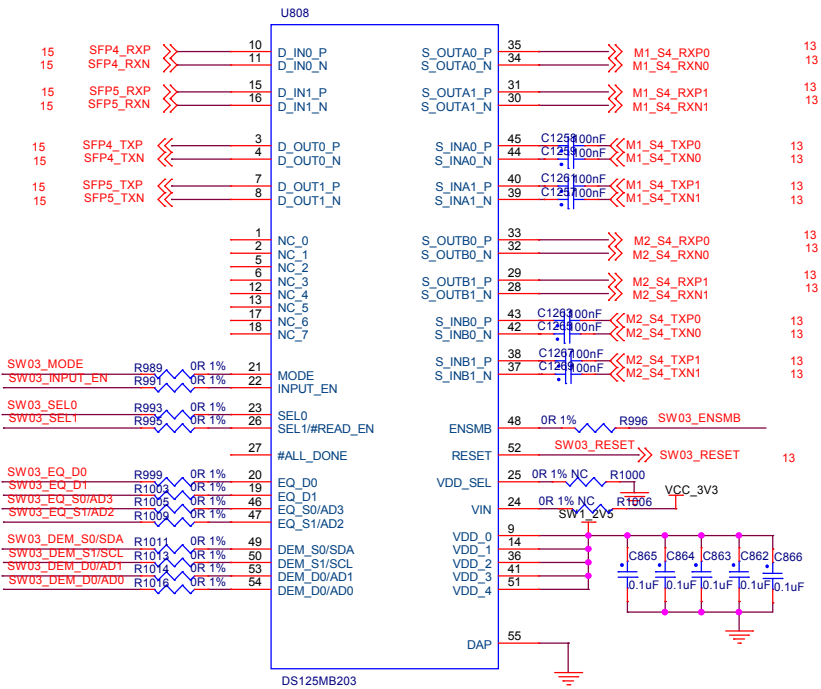 U808
15 SFP4_RXP 10 D_IN0_P S_OUTA0_P 35 M1_S4_RXP0 13
15 SFP4_RXN 11 D_IN0_N S_OUTA0_N 34 M1_S4_RXN0 13
15 SFP5_RXP 15 D_IN1_P S_OUTA1_P 31 M1_S4_RXP1 13
15 SFP5_RXN 16 D_IN1_N S_OUTA1_N 30 M1_S4_RXN1 13
15 SFP4_TXP 3 D_OUT0_P S_INA0_P 45 C1258 100nF M1_S4_TXP0 13
15 SFP4_TXN 4 D_OUT0_N S_INA0_N 44 C1259 100nF M1_S4_TXN0 13
15 SFP5_TXP 7 D_OUT1_P S_INA1_P 40 C1261 100nF M1_S4_TXP1 13
15 SFP5_TXN 8 D_OUT1_N S_INA1_N 39 C1257 100nF M1_S4_TXN1 13
1 NC_0 S_OUTB0_P 33 M2_S4_RXP0 13
2 NC_1 S_OUTB0_N 32 M2_S4_RXN0 13
5 NC_2
6 NC_3 S_OUTB1_P 29 M2_S4_RXP1 13
12 NC_4 S_OUTB1_N 28 M2_S4_RXN1 13
13 NC_5
17 NC_6 S_INB0_P 43 C1263 100nF M2_S4_TXP0 13
18 NC_7 S_INB0_N 42 C1265 100nF M2_S4_TXN0 13
S_INB1_P 38 C1267 100nF M2_S4_TXP1 13
SW03_MODE R989 0R 1% 21 MODE S_INB1_N 37 C1269 100nF M2_S4_TXN1 13
SW03_INPUT_EN R991 0R 1% 22 INPUT_EN
SW03_SEL0 R993 0R 1% 23 SEL0
SW03_SEL1 R995 0R 1% 26 SEL1/#READ_EN ENSMB 48 0R 1% R996 SW03_ENSMB
27 #ALL_DONE RESET 52 SW03_RESET SW03_RESET 13
SW03_EQ_D0 R999 0R 1% 20 EQ_D0 VDD_SEL 25 0R 1% NC R1000
SW03_EQ_D1 R1003 0R 1% 19 EQ_D1 VCC_3V3
SW03_EQ_S0/AD3 R1005 0R 1% 46 EQ_S0/AD3 VIN 24 0R 1% NC R1006
SW03_EQ_S1/AD2 R1009 0R 1% 47 EQ_S1/AD2 SW1_2V5
VDD_0 9
SW03_DEM_S0/SDA R1011 0R 1% 49 DEM_S0/SDA VDD_1 14
SW03_DEM_S1/SCL R1013 0R 1% 50 DEM_S1/SCL VDD_2 36 C865 C864 C863 C862 C866
SW03_DEM_D0/AD1 R1014 0R 1% 53 DEM_D0/AD1 VDD_3 41
SW03_DEM_D0/AD0 R1016 0R 1% 54 DEM_D0/AD0 VDD_4 51 0.1uF 0.1uF 0.1uF 0.1uF 0.1uF
DAP 55
DS125MB203